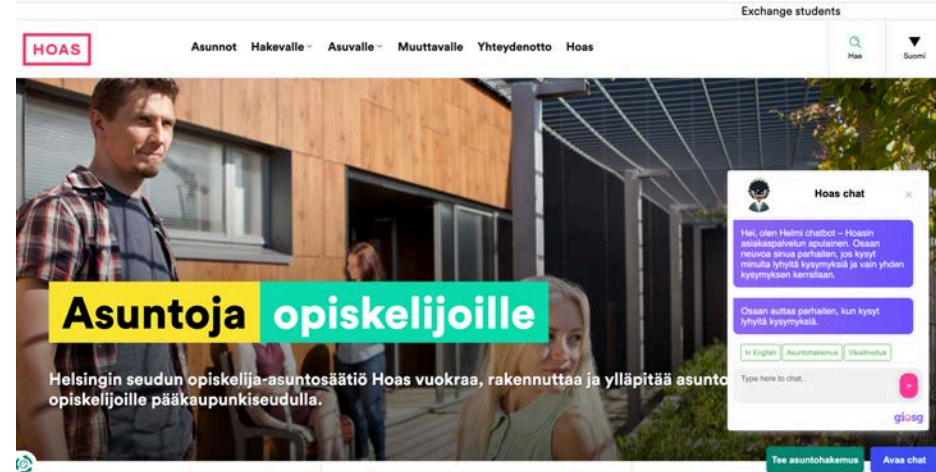 Exchange students
HOAS
Asunnot Hakevalle Asuvalle Muuttavalle Yhteydenotto Hoas
Hae
Suomi
Hoas chat
Hei, olen Helmi chatbot – Hoasin
asiakaspalvelun apulainen. Osaan
neuvoa sinua parhaiten, jos kysyt
minulta lyhyitä kysymyksiä ja vain yhden
kysymyksen kerrallaan.
Osaan auttaa parhaiten, kun kysyt
lyhyitä kysymyksiä.
In English Asuntohakemus Vikailmoitus
Type here to chat..
giosg
Asuntoja opiskelijoille
Helsingin seudun opiskelija-asuntosäätiö Hoas vuokraa, rakennuttaa ja ylläpitää asunto
opiskelijoille pääkaupunkiseudulla.
Tee asuntohakemus
Avaa chat